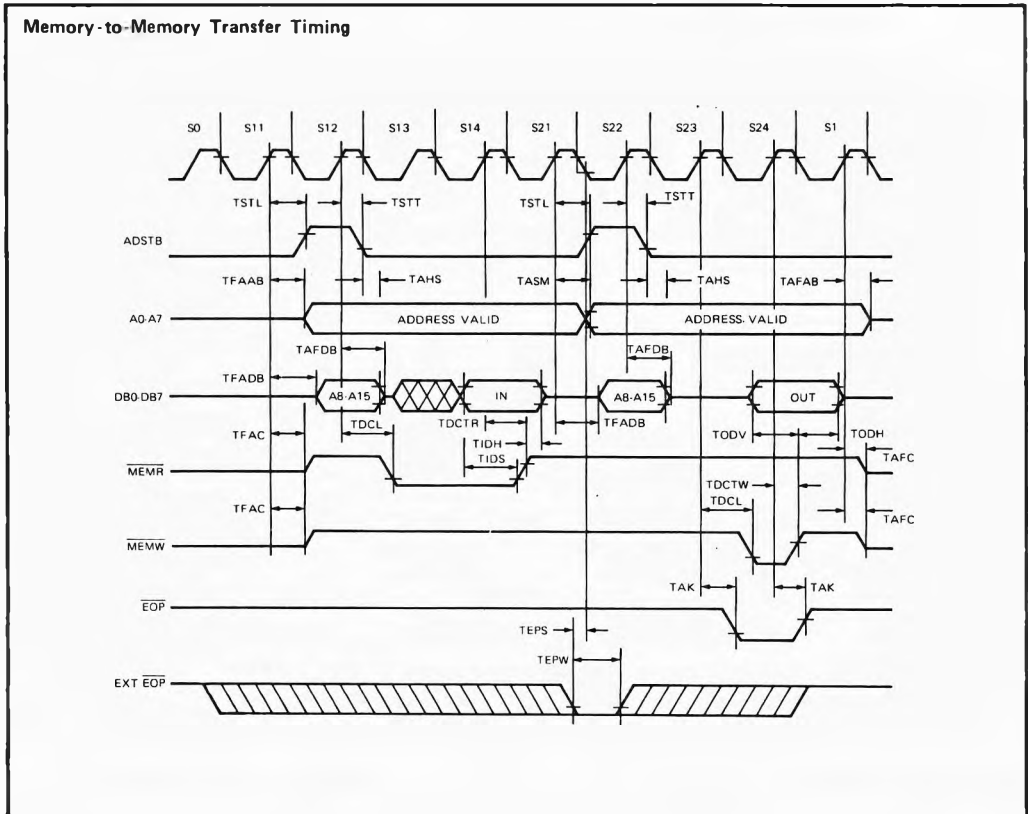 Memory-to-Memory Transfer Timing
S0 S11 S12 S13 S14 S21 S22 S23 S24 S1
TSTL TSTT TSTL TSTT
ADSTB
TFAAB TAHS TASM TAHS TAFAB
A0-A7 ADDRESS VALID ADDRESS VALID
TAFDB TAFDB
TFADB
DB0-DB7 A8-A15 IN A8-A15 OUT
TFAC TDCL TDCTR TFADB TODV TODH
TIDH
TIDS TAFC
MEMR
TDCTW
TFAC TDCL TAFC
MEMW
TAK TAK
EOP
TEPS
TEPW
EXT EOP